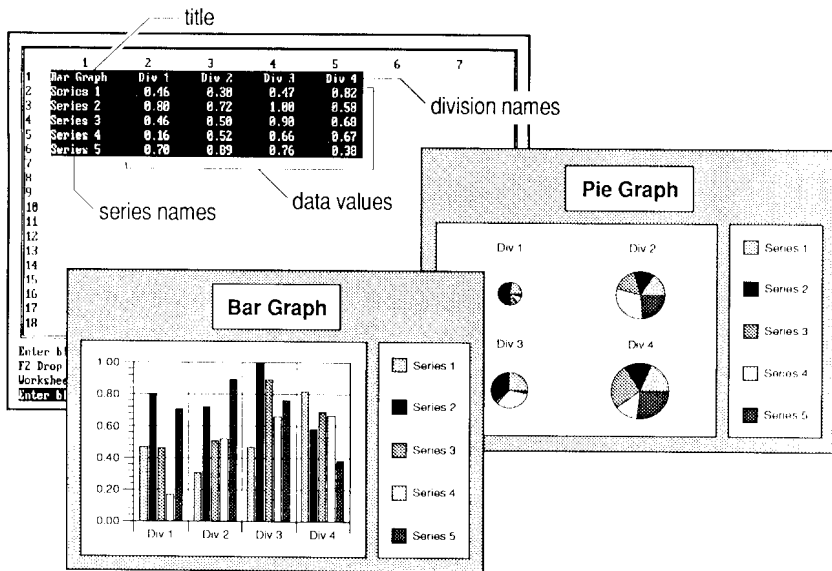 title
1 2 3 4 5 6 7
1 Bar Graph Div 1 Div 2 Div 3 Div 4
2 Series 1 0.46 0.30 0.47 0.82
3 Series 2 0.80 0.72 1.00 0.58
4 Series 3 0.46 0.50 0.90 0.68
5 Series 4 0.16 0.52 0.66 0.67
6 Series 5 0.70 0.89 0.76 0.38
7
8
9
10
11
12
13
14
15
16
17
18
division names
data values
series names
Enter bl
F2 Drop
Workshee
Enter bl
Pie Graph
Div 1 Div 2
Div 3 Div 4
Series 1
Series 2
Series 3
Series 4
Series 5
Bar Graph
1.00
0.80
0.60
0.40
0.20
0.00
Div 1 Div 2 Div 3 Div 4
Series 1
Series 2
Series 3
Series 4
Series 5